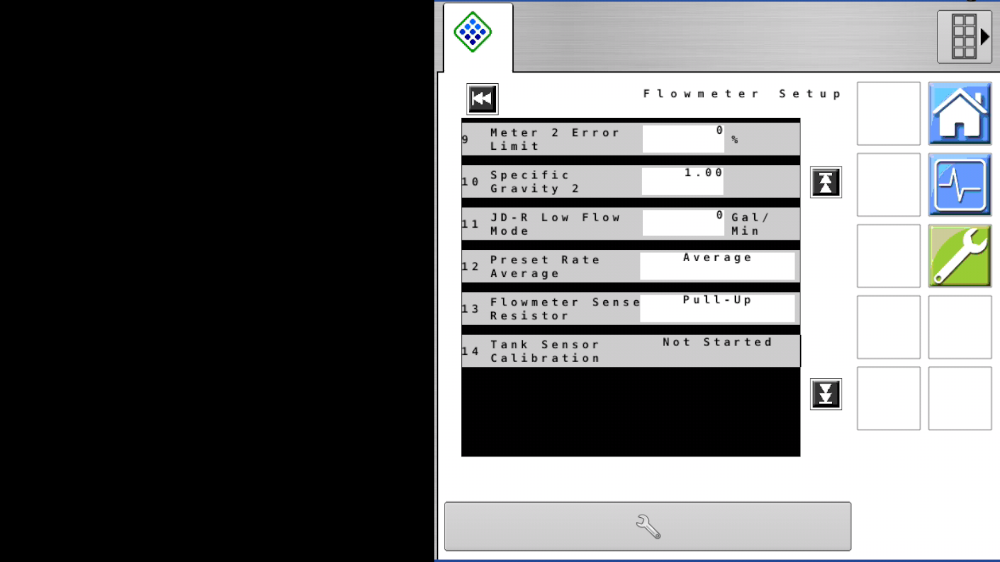 Flowmeter Setup
9 Meter 2 Error Limit 0 %
10 Specific Gravity 2 1.00
11 JD-R Low Flow Mode 0 Gal/Min
12 Preset Rate Average Average
13 Flowmeter Sense Resistor Pull-Up
14 Tank Sensor Calibration Not Started